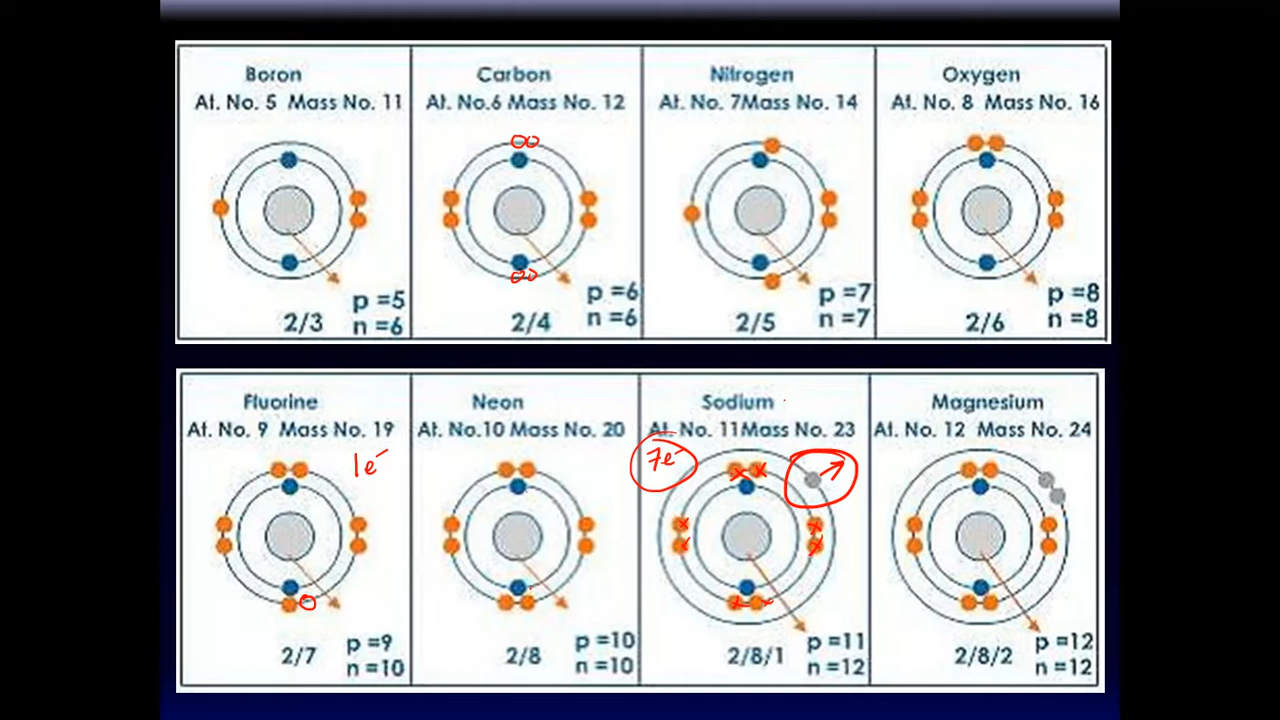 Boron
At. No. 5 Mass No. 11
2/3
p =5
n =6
Carbon
At. No.6 Mass No. 12
2/4
p =6
n =6
Nitrogen
At. No. 7Mass No. 14
2/5
p =7
n =7
Oxygen
At. No. 8 Mass No. 16
2/6
p =8
n =8
Fluorine
At. No. 9 Mass No. 19
1e⁻
2/7
p =9
n =10
Neon
At. No.10 Mass No. 20
2/8
p =10
n =10
Sodium
At. No. 11Mass No. 23
7e⁻
2/8/1
p =11
n =12
Magnesium
At. No. 12 Mass No. 24
2/8/2
p =12
n =12